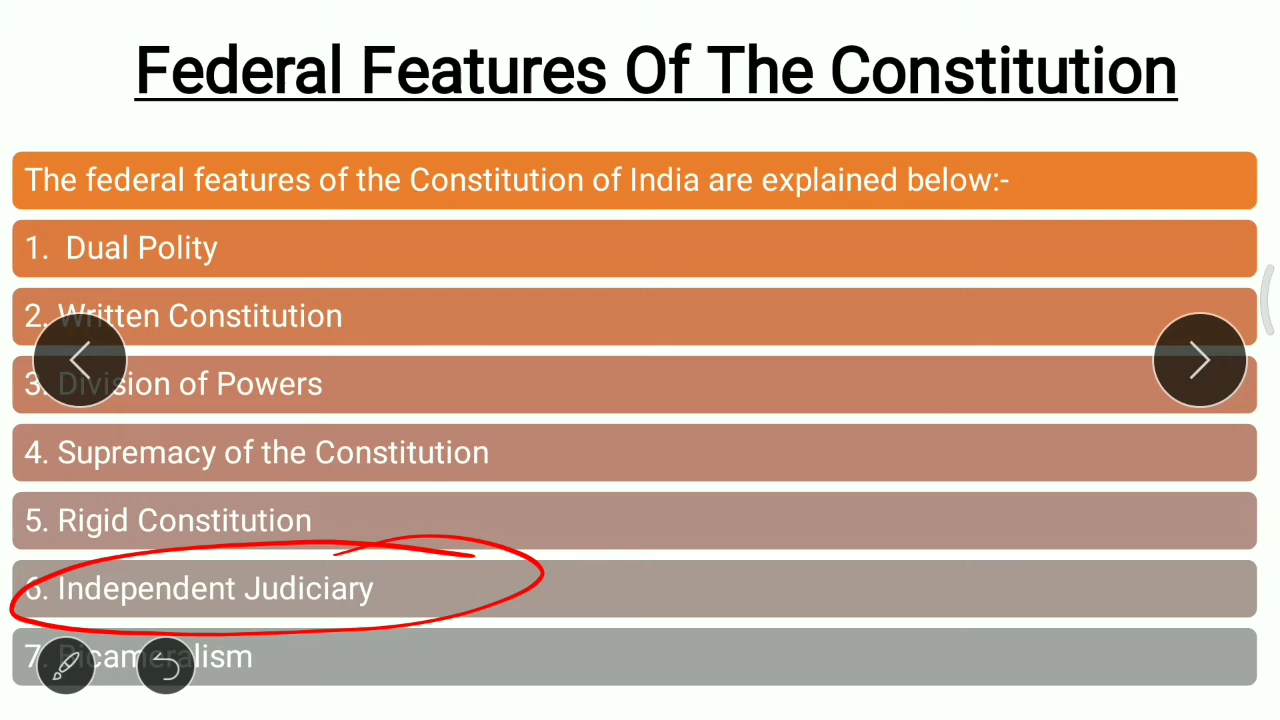 Federal Features Of The Constitution
The federal features of the Constitution of India are explained below:-
1. Dual Polity
2. Written Constitution
3. Division of Powers
4. Supremacy of the Constitution
5. Rigid Constitution
6. Independent Judiciary
7. Bicameralism